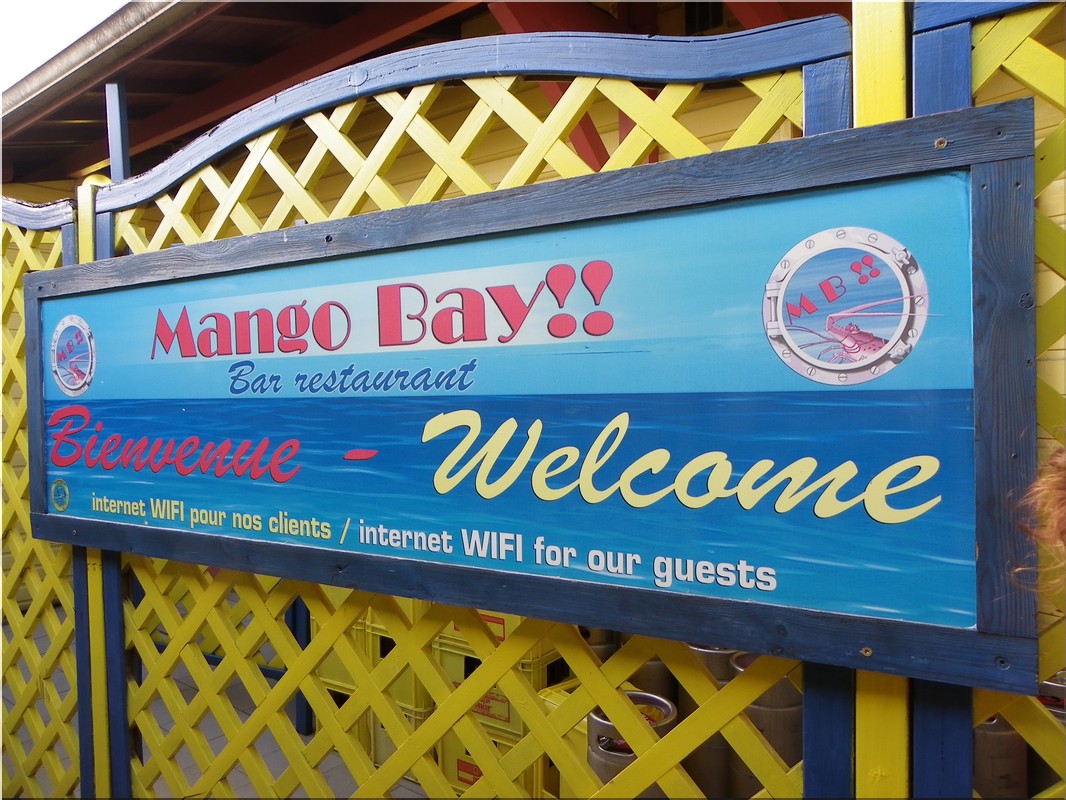 Mango Bay!!
Bar restaurant
M B !!
M B !!
Bienvenue - Welcome
internet WIFI pour nos clients / internet WIFI for our guests